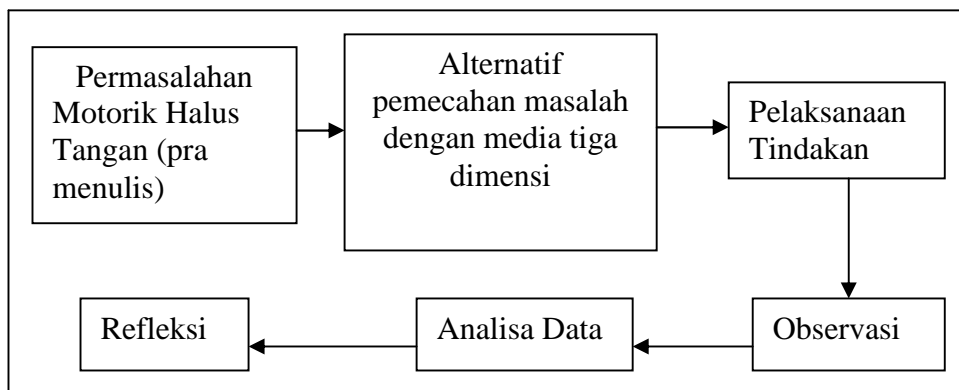 Permasalahan
Motorik Halus
Tangan (pra
menulis)
Alternatif
pemecahan masalah
dengan media tiga
dimensi
Pelaksanaan
Tindakan
Observasi
Analisa Data
Refleksi